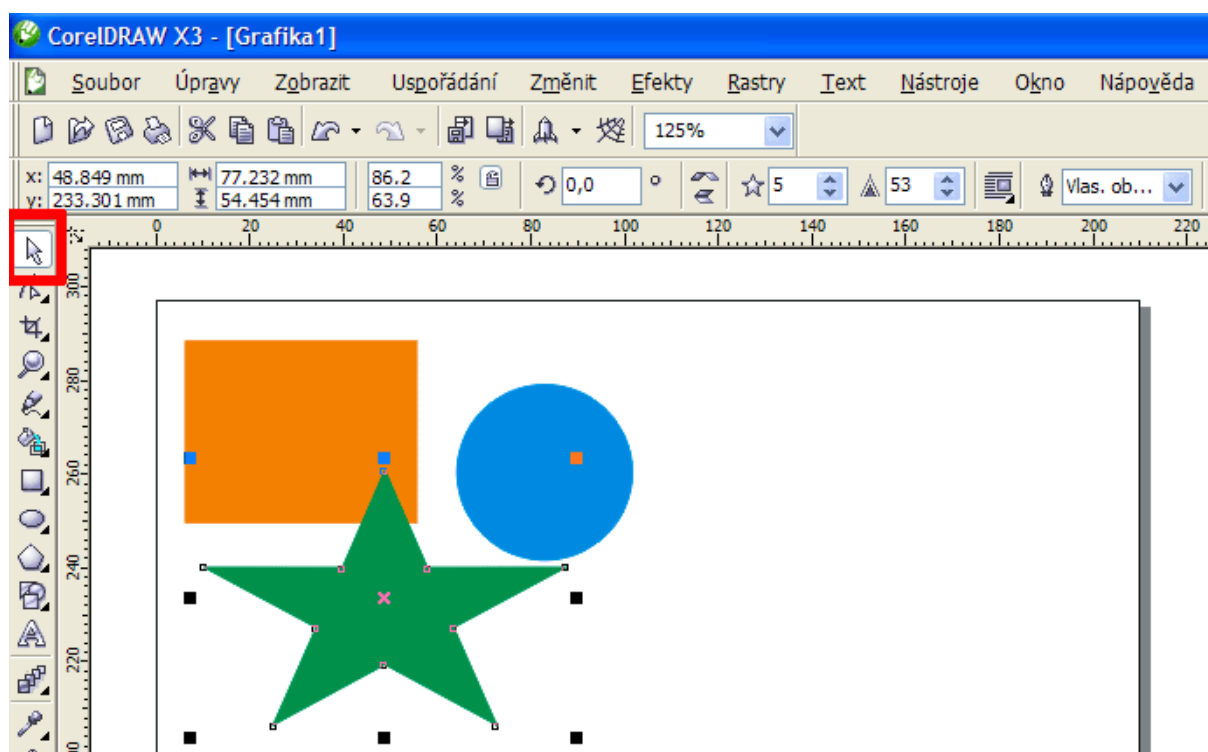 CorelDRAW X3 - [Grafika1]
Soubor Úpravy Zobrazit Uspořádání Změnit Efekty Rastry Text Nástroje Okno Nápověda
125%
x: 48.849 mm 77.232 mm 86.2 % 0,0 ° 5 53 Vlas. ob...
y: 233.301 mm 54.454 mm 63.9 %
0 20 40 60 80 100 120 140 160 180 200 220
300
280
260
240
220